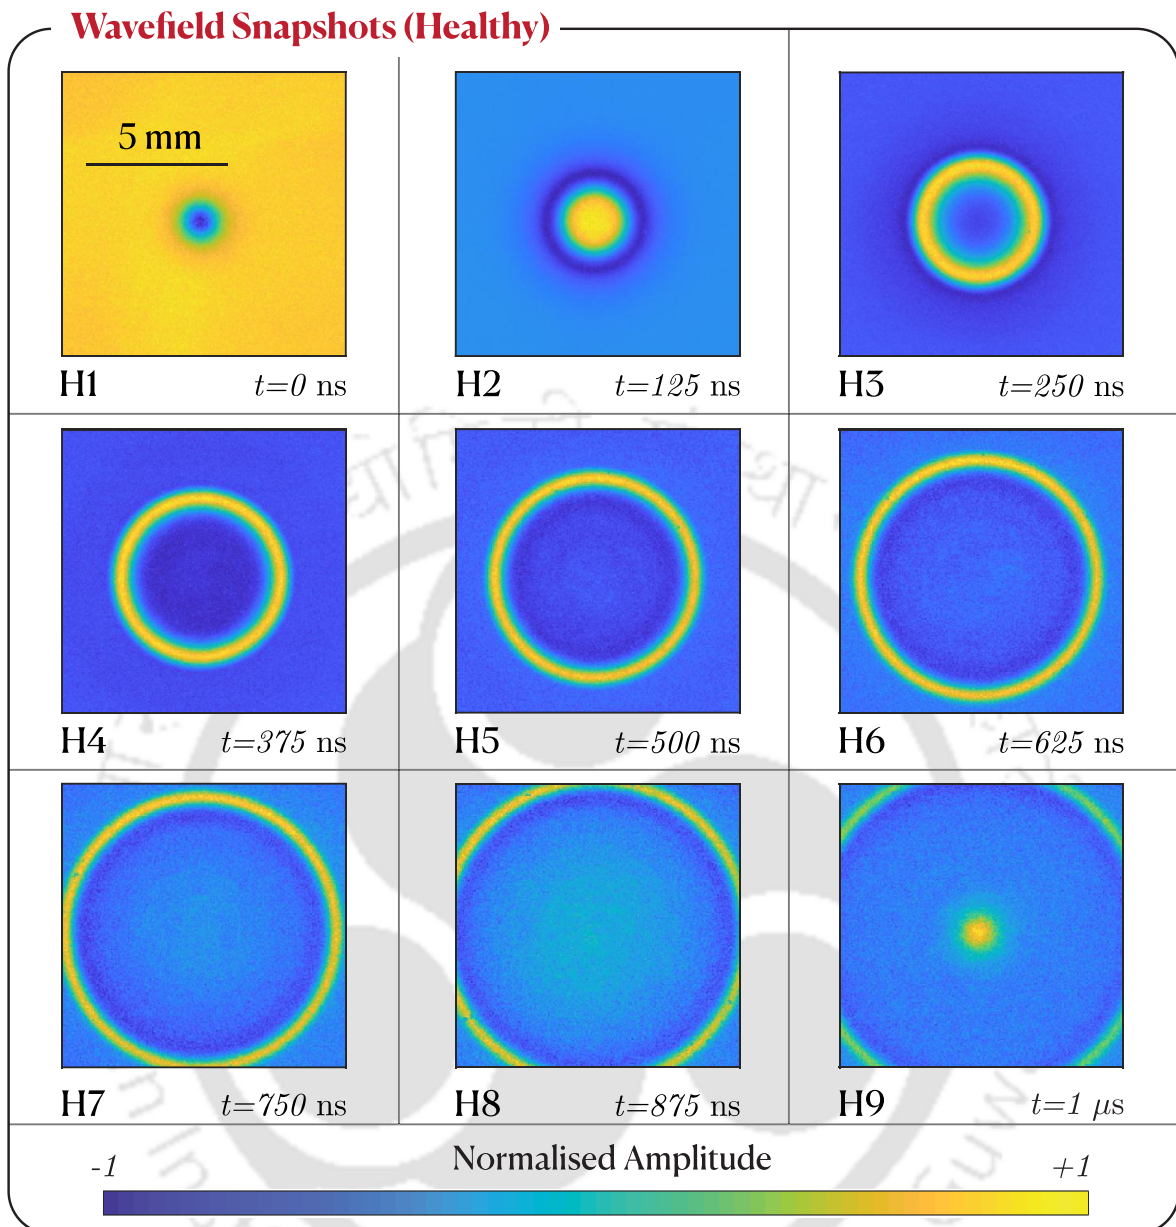 Wavefield Snapshots (Healthy)
5 mm
H1 t=0 ns
H2 t=125 ns
H3 t=250 ns
H4 t=375 ns
H5 t=500 ns
H6 t=625 ns
H7 t=750 ns
H8 t=875 ns
H9 t=1 μs
Normalised Amplitude
-1 +1